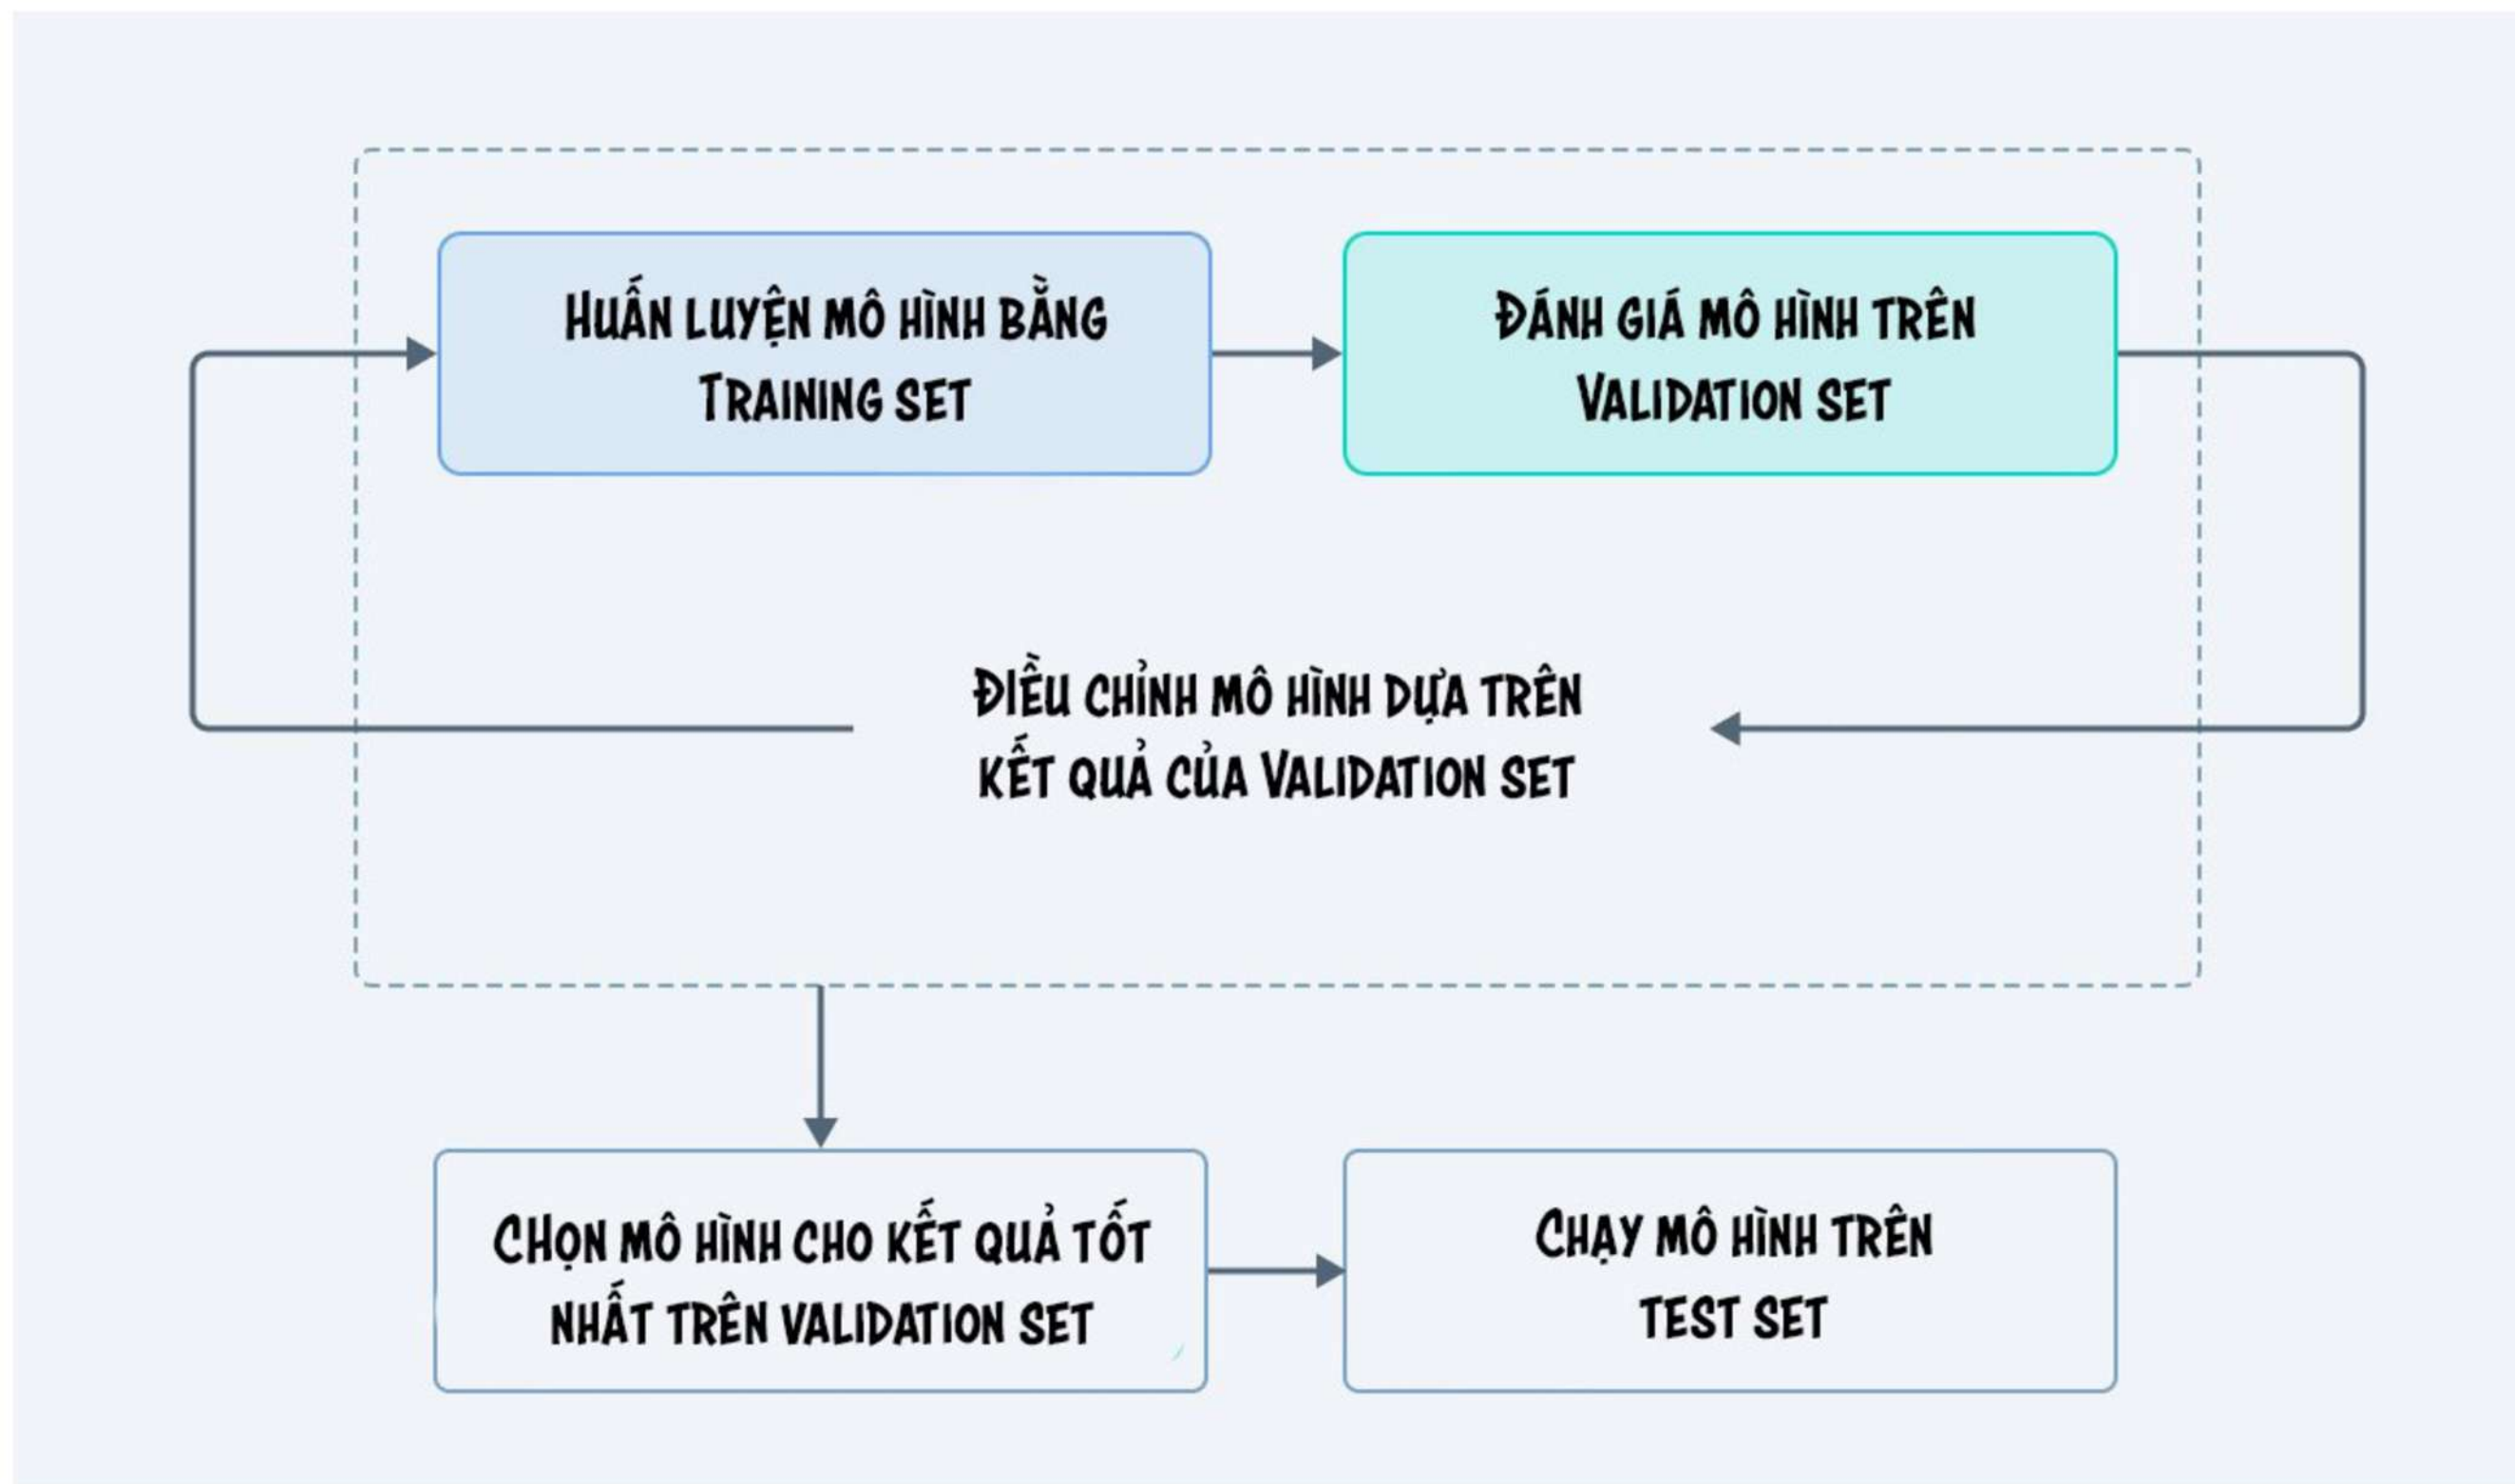 Huấn luyện mô hình bằng
Training set
Đánh giá mô hình trên
Validation set
Điều chỉnh mô hình dựa trên
kết quả của Validation set
Chọn mô hình cho kết quả tốt
nhất trên validation set
Chạy mô hình trên
test set